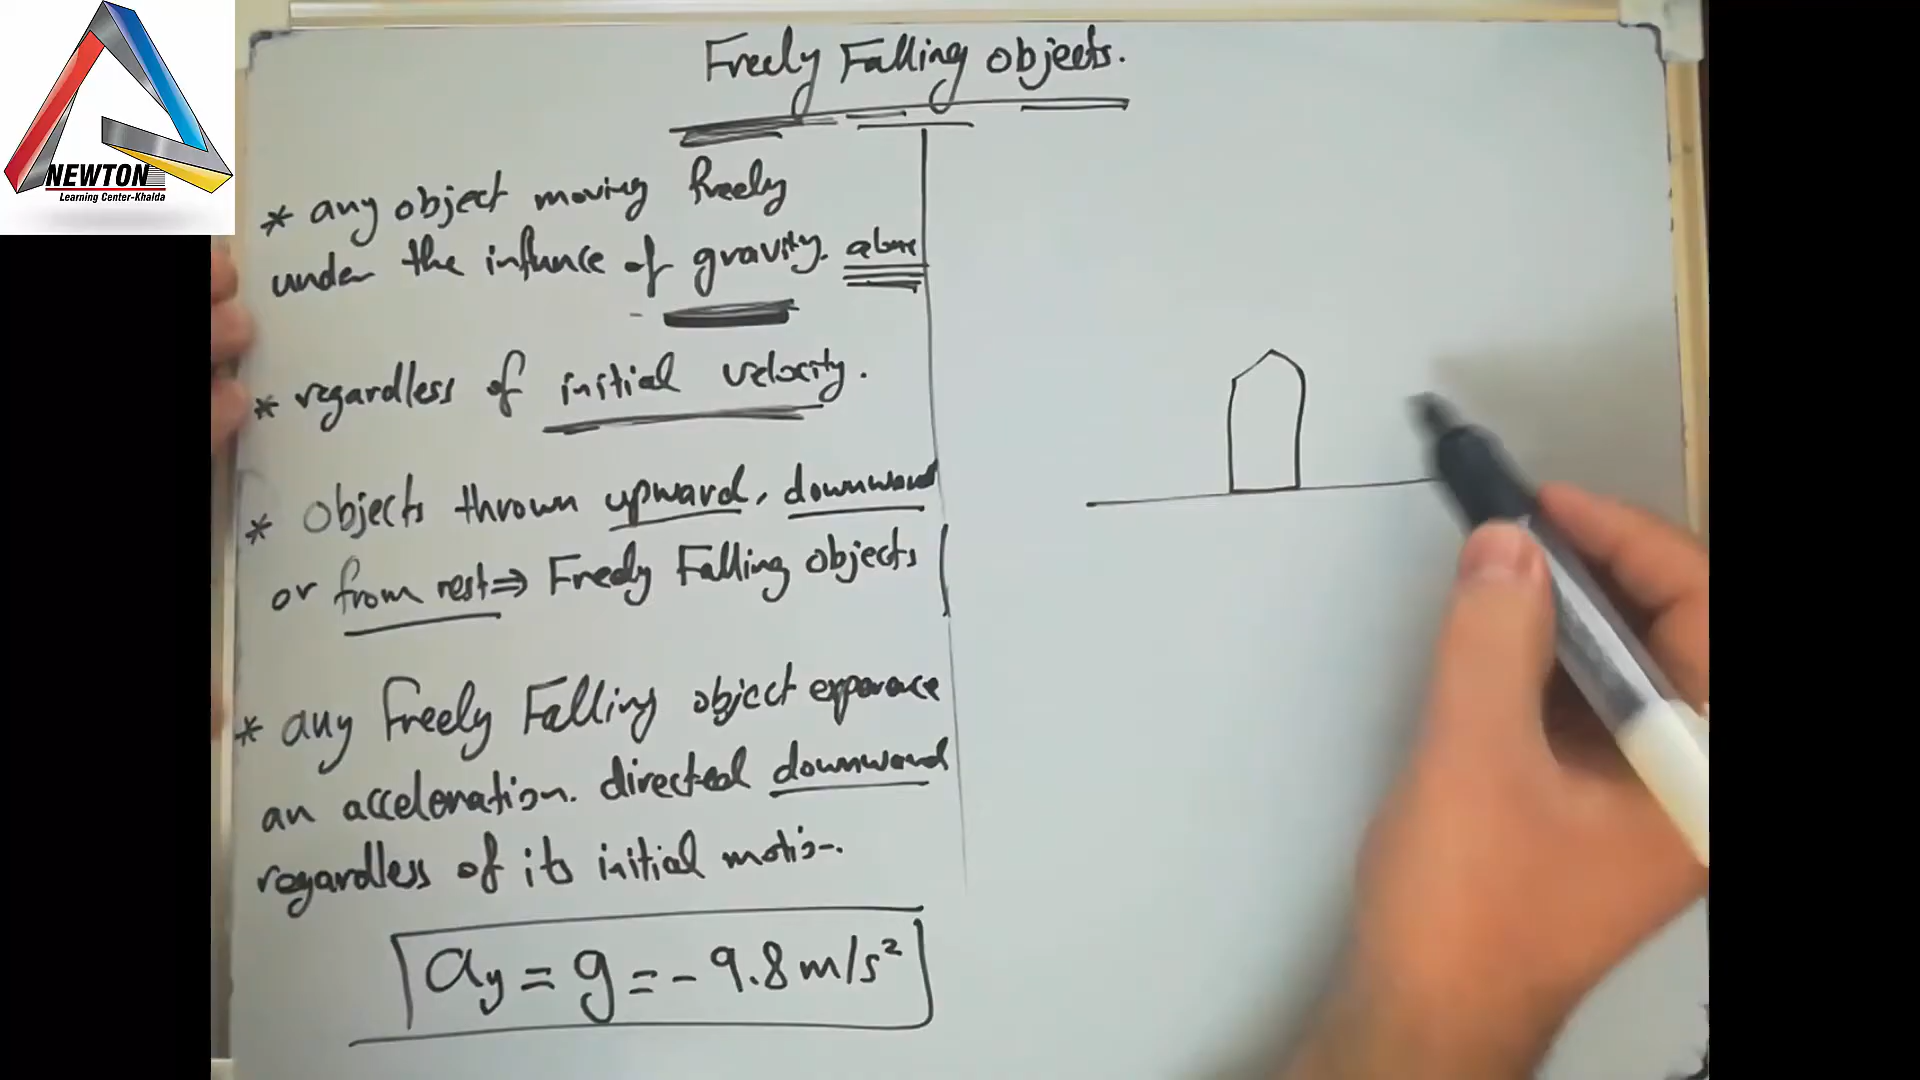 NEWTON
Learning Center-Khalda
Freely Falling objects.
* any object moving freely
under the influnce of gravity. alone
* regardless of initial velocity.
* objects thrown upward, downward
or from rest ⇒ Freely Falling objects
* any Freely Falling object
an acceleration. directed downward
regardless of its initial motion.
ay = g = - 9.8 m/s²